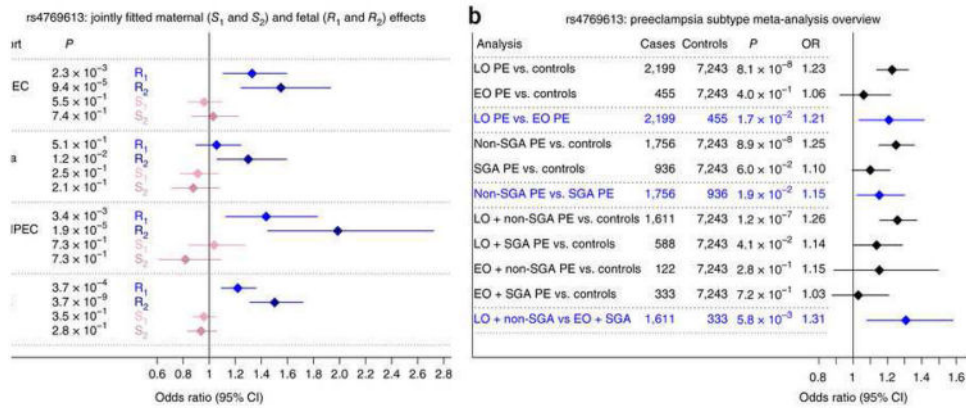 rs4769613: jointly fitted maternal (S₁ and S₂) and fetal (R₁ and R₂) effects
rt P
EC
2.3 × 10⁻³ R₁
9.4 × 10⁻⁵ R₂
5.5 × 10⁻¹ S₁
7.4 × 10⁻¹ S₂
a
5.1 × 10⁻¹ R₁
1.2 × 10⁻² R₂
2.5 × 10⁻¹ S₁
2.1 × 10⁻¹ S₂
IPEC
3.4 × 10⁻³ R₁
1.9 × 10⁻⁵ R₂
7.3 × 10⁻¹ S₁
7.3 × 10⁻¹ S₂
3.7 × 10⁻⁴ R₁
3.7 × 10⁻⁹ R₂
3.5 × 10⁻¹ S₁
2.8 × 10⁻¹ S₂
0.6 1 1.2 1.4 1.6 1.8 2 2.2 2.4 2.6 2.8
Odds ratio (95% CI)
b
rs4769613: preeclampsia subtype meta-analysis overview
Analysis Cases Controls P OR
LO PE vs. controls 2,199 7,243 8.1 × 10⁻⁸ 1.23
EO PE vs. controls 455 7,243 4.0 × 10⁻¹ 1.06
LO PE vs. EO PE 2,199 455 1.7 × 10⁻² 1.21
Non-SGA PE vs. controls 1,756 7,243 8.9 × 10⁻⁸ 1.25
SGA PE vs. controls 936 7,243 6.0 × 10⁻² 1.10
Non-SGA PE vs. SGA PE 1,756 936 1.9 × 10⁻² 1.15
LO + non-SGA PE vs. controls 1,611 7,243 1.2 × 10⁻⁷ 1.26
LO + SGA PE vs. controls 588 7,243 4.1 × 10⁻² 1.14
EO + non-SGA PE vs. controls 122 7,243 2.8 × 10⁻¹ 1.15
EO + SGA PE vs. controls 333 7,243 7.2 × 10⁻¹ 1.03
LO + non-SGA vs EO + SGA 1,611 333 5.8 × 10⁻³ 1.31
0.8 1 1.2 1.4 1.6
Odds ratio (95% CI)